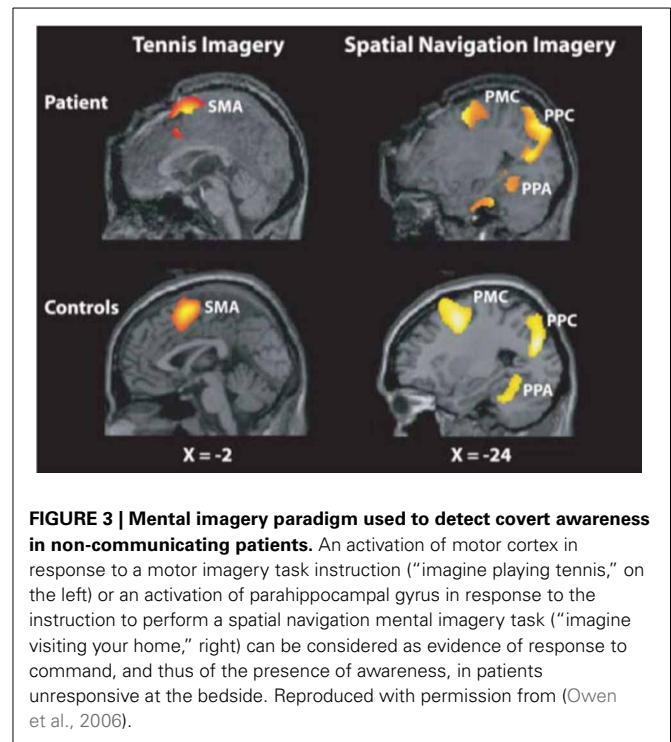 Tennis Imagery
Spatial Navigation Imagery
Patient
SMA
PMC
PPC
PPA
Controls
SMA
PMC
PPC
PPA
X = -2
X = -24
FIGURE 3 | Mental imagery paradigm used to detect covert awareness
in non-communicating patients. An activation of motor cortex in
response to a motor imagery task instruction (“imagine playing tennis,” on
the left) or an activation of parahippocampal gyrus in response to the
instruction to perform a spatial navigation mental imagery task (“imagine
visiting your home,” right) can be considered as evidence of response to
command, and thus of the presence of awareness, in patients
unresponsive at the bedside. Reproduced with permission from (Owen
et al., 2006).